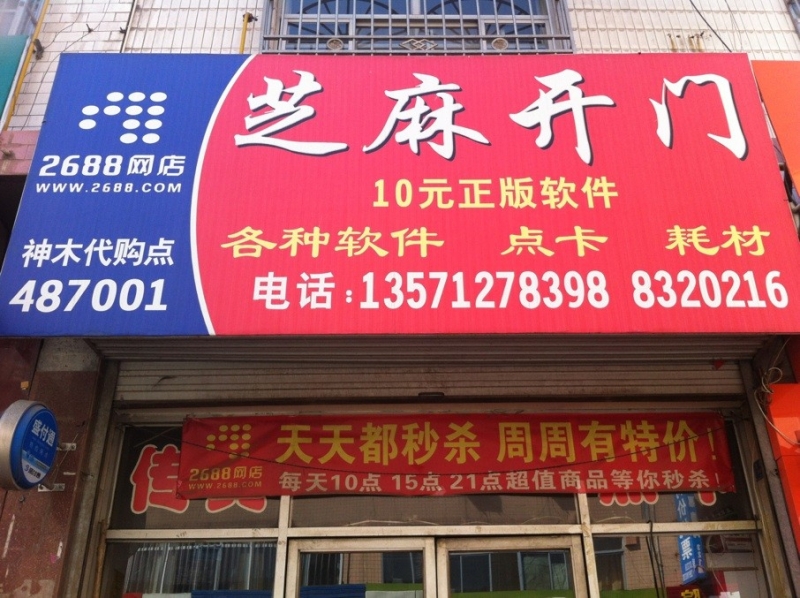 芝麻开门
2688网店
WWW.2688.COM
10元正版软件
各种软件 点卡 耗材
神木代购点
487001
电话:13571278398 8320216
盛付通
天天都秒杀 周周有特价!
2688网店
WWW.2688.COM
每天10点 15点 21点超值商品等你秒杀!
传